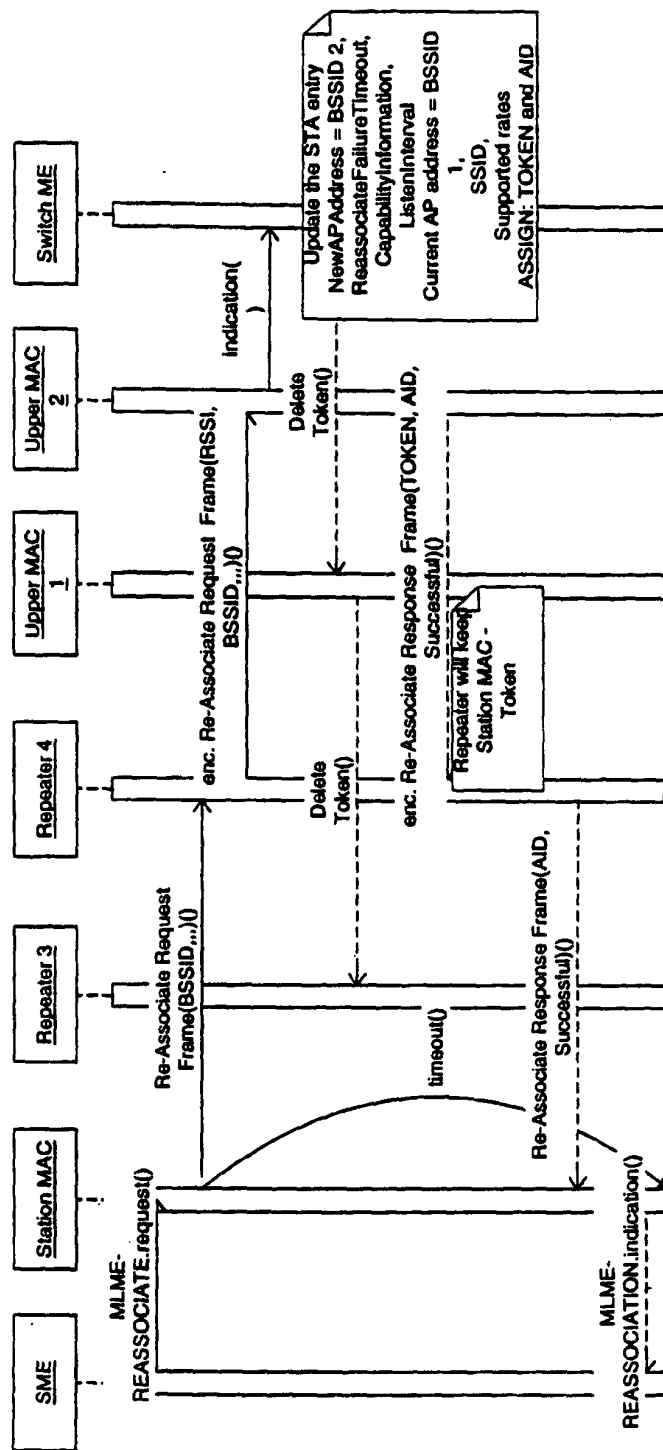 SME
Station MAC
Repeater 3
Repeater 4
Upper MAC
1
Upper MAC
2
Switch ME
MLME-
REASSOCIATE.request()
Re-Associate Request
Frame(BSSID,,,)()
enc. Re-Associate Request Frame(RSSI,
BSSID,,,)()
indication(
)
Update the STA entry
NewAPAddress = BSSID 2,
ReassociateFailureTimeout,
CapabilityInformation,
ListenInterval
Current AP address = BSSID
1,
SSID,
Supported rates
ASSIGN: TOKEN and AID
Delete
Token()
Delete
Token()
timeout()
enc. Re-Associate Response Frame(TOKEN, AID,
Successful)()
Repeater will keep
Station MAC -
Token
Re-Associate Response Frame(AID,
Successful)()
MLME-
REASSOCIATION.indication()